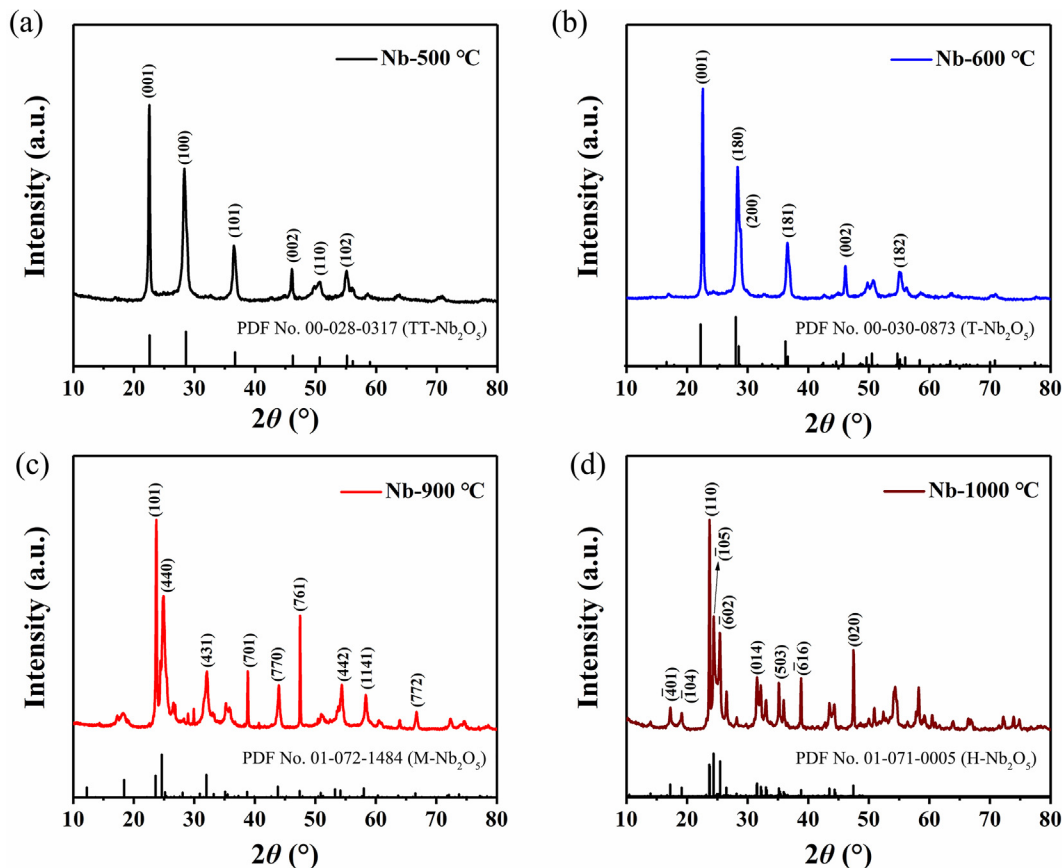 (a)
Nb-500 °C
(001)
(100)
(101)
(002)
(110)
(102)
Intensity (a.u.)
PDF No. 00-028-0317 (TT-Nb₂O₅)
10 20 30 40 50 60 70 80
2θ (°)
(b)
Nb-600 °C
(001)
(180)
(200)
(181)
(002)
(182)
Intensity (a.u.)
PDF No. 00-030-0873 (T-Nb₂O₅)
10 20 30 40 50 60 70 80
2θ (°)
(c)
Nb-900 °C
(101)
(440)
(431)
(701)
(770)
(761)
(442)
(1141)
(772)
Intensity (a.u.)
PDF No. 01-072-1484 (M-Nb₂O₅)
10 20 30 40 50 60 70 80
2θ (°)
(d)
Nb-1000 °C
(4̅01)
(1̅04)
(110)
(1̅05)
(6̅02)
(014)
(503)
(6̅16)
(020)
Intensity (a.u.)
PDF No. 01-071-0005 (H-Nb₂O₅)
10 20 30 40 50 60 70 80
2θ (°)